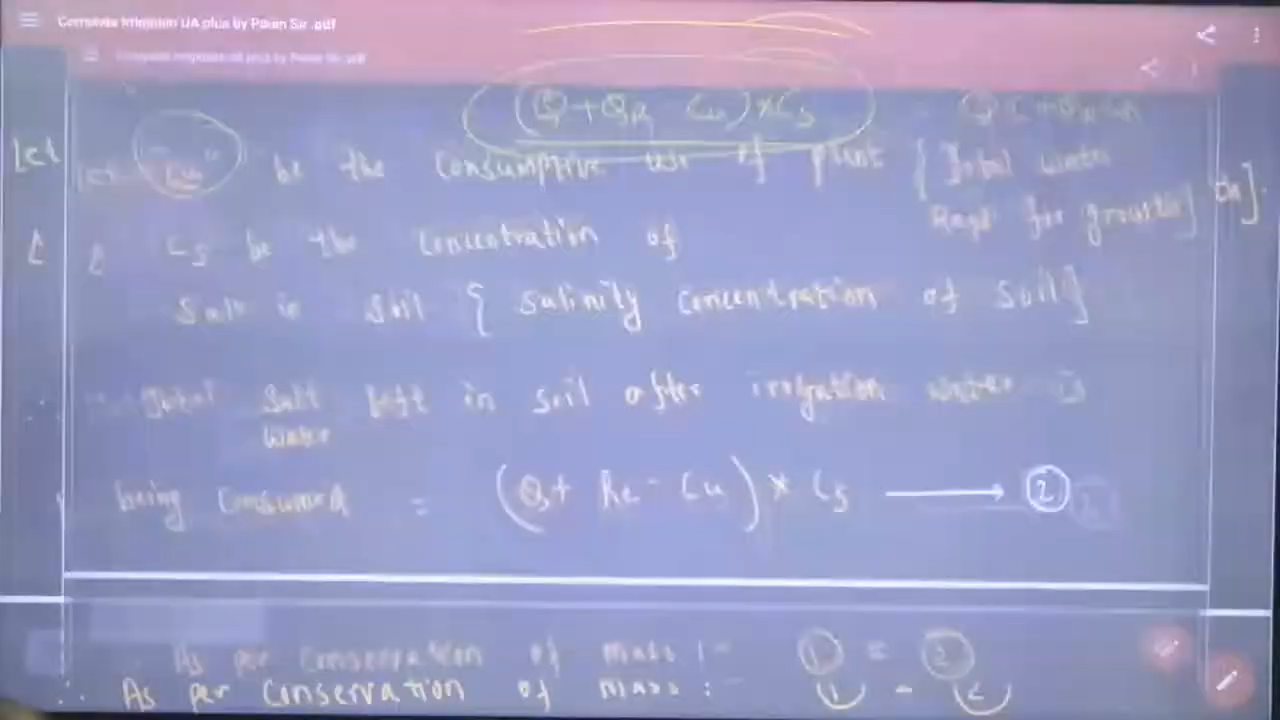 Complete Irrigation UA plus by Pawan Sir .pdf
(Q+QR Cu)×Cs
Let "Cu" be the Consumptive use of plant { Total water
Reqd for growth]
& Cs be the Concentration of
Salt in Soil { Salinity Concentration of Soil]
Total Salt left in soil after irrigation water is
being Consumed = (Q+ Re - Cu) × Cs → 2
As per Conservation of mass :- 1 = 2
∴ As per Conservation of mass :- 1 = 2